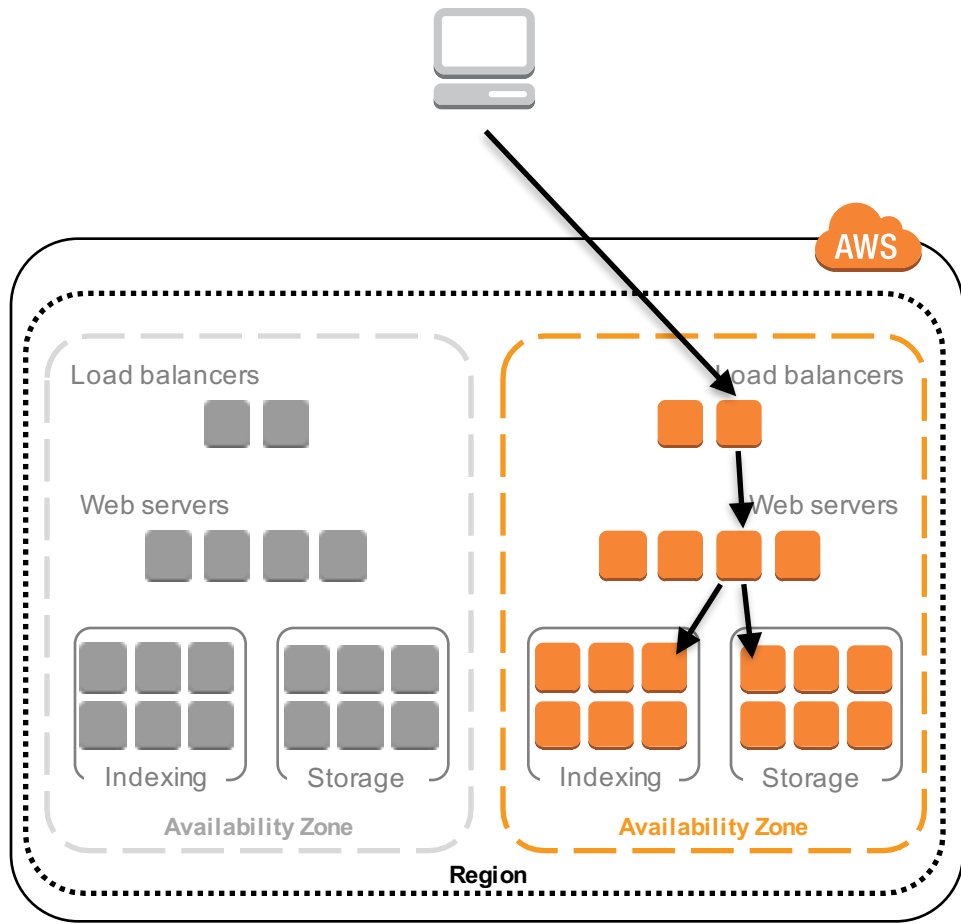 AWS
Load balancers
Web servers
Indexing
Storage
Availability Zone
Load balancers
Web servers
Indexing
Storage
Availability Zone
Region